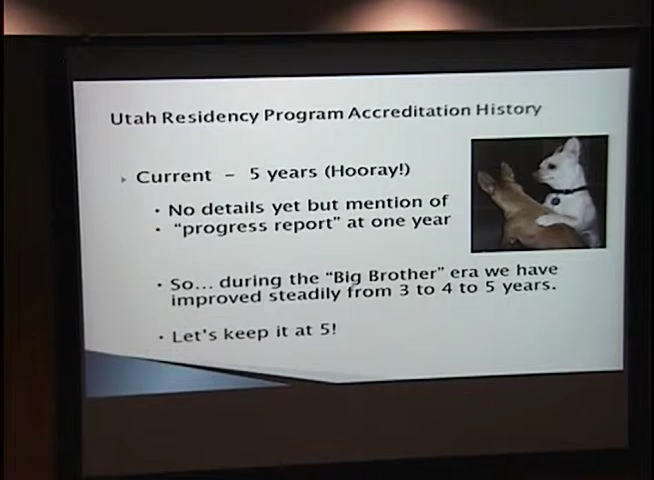 Utah Residency Program Accreditation History
Current – 5 years (Hooray!)
• No details yet but mention of
• "progress report" at one year
• So... during the "Big Brother" era we have
improved steadily from 3 to 4 to 5 years.
• Let's keep it at 5!